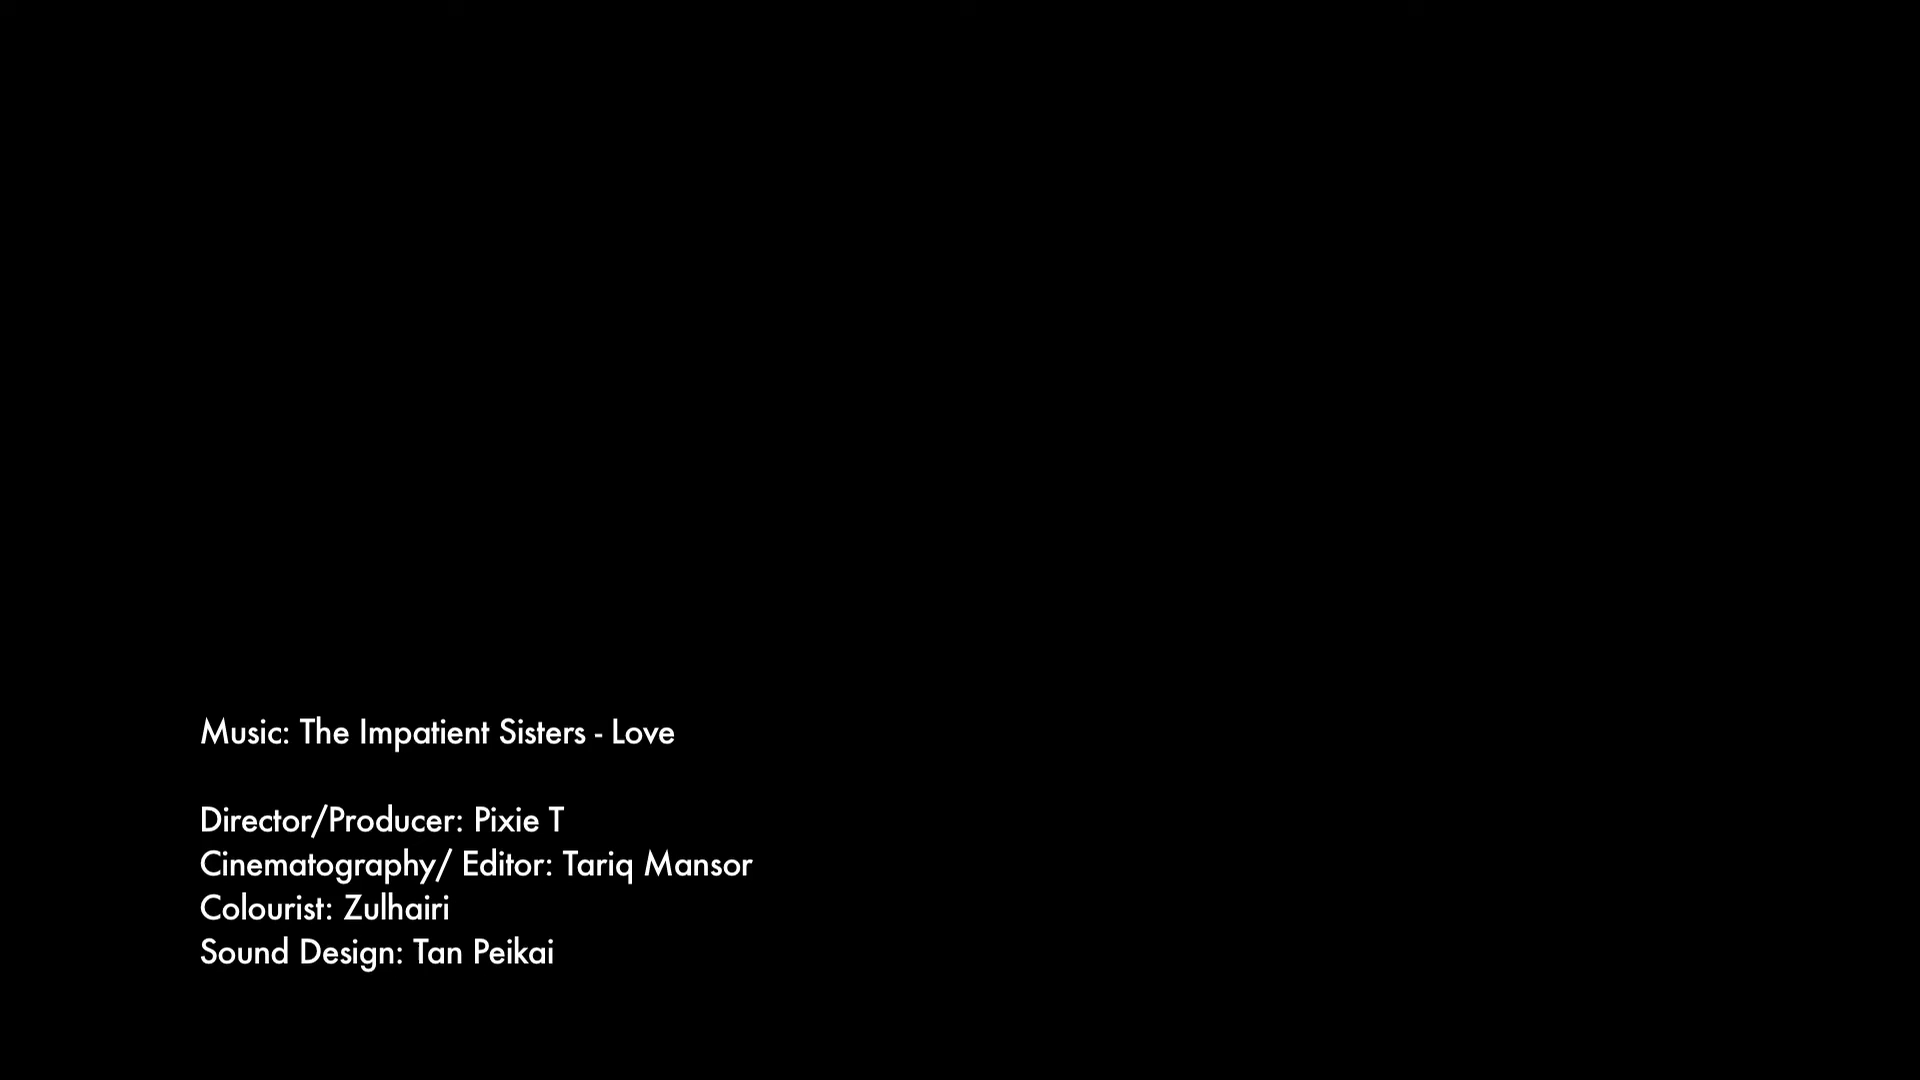 Music: The Impatient Sisters - Love
Director/Producer: Pixie T
Cinematography/ Editor: Tariq Mansor
Colourist: Zulhairi
Sound Design: Tan Peikai